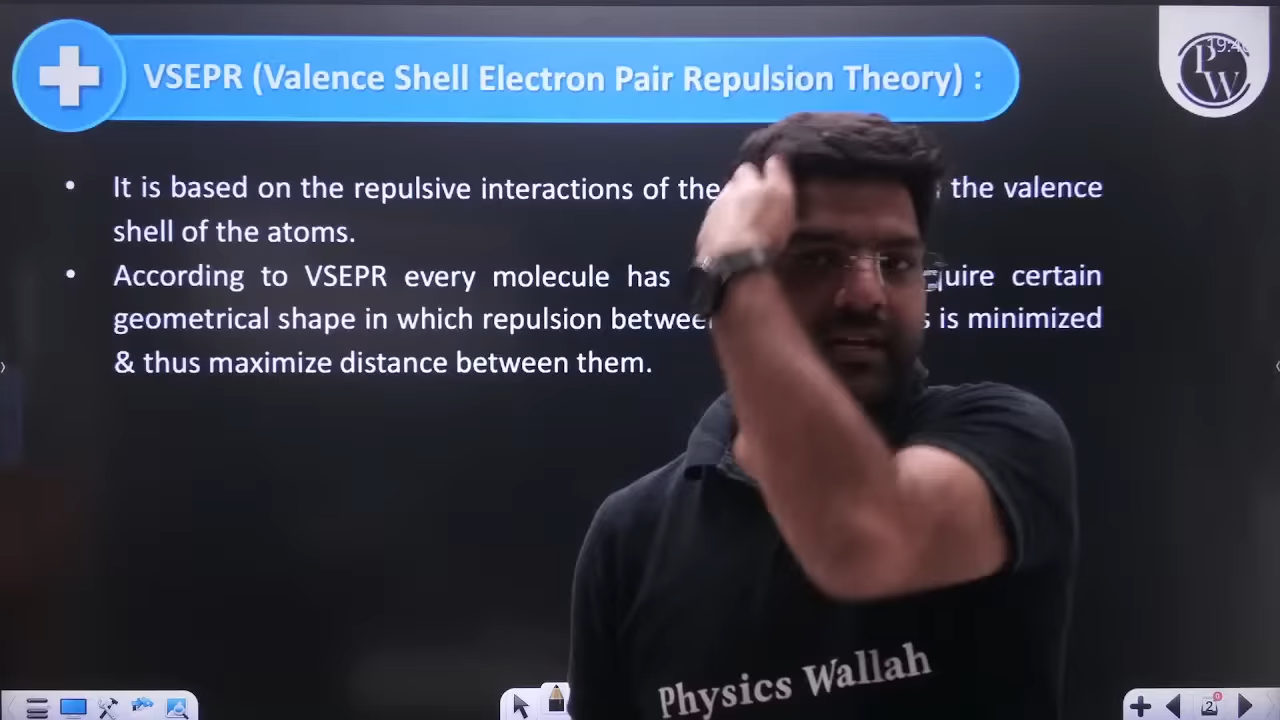 VSEPR (Valence Shell Electron Pair Repulsion Theory) :
• It is based on the repulsive interactions of the the valence
shell of the atoms.
• According to VSEPR every molecule has certain
geometrical shape in which repulsion is minimized
& thus maximize distance between them.
PW
Physics Wallah
2